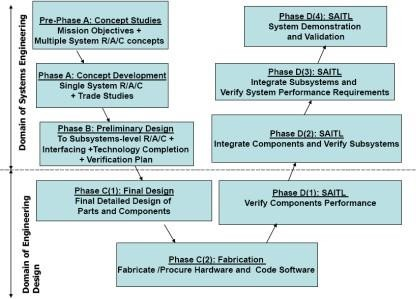 Pre-Phase A: Concept Studies
Mission Objectives +
Multiple System R/A/C concepts
Phase A: Concept Development
Single System R/A/C
+ Trade Studies
Phase B: Preliminary Design
To Subsystems-level R/A/C +
Interfacing +Technology Completion
+ Verification Plan
Phase C(1): Final Design
Final Detailed Design of
Parts and Components
Phase C(2): Fabrication
Fabricate /Procure Hardware and Code Software
Phase D(1): SAITL
Verify Components Performance
Phase D(2): SAITL
Integrate Components and Verify Subsystems
Phase D(3): SAITL
Integrate Subsystems and
Verify System Performance Requirements
Phase D(4): SAITL
System Demonstration
and Validation
Domain of Systems Engineering
Domain of Engineering
Design